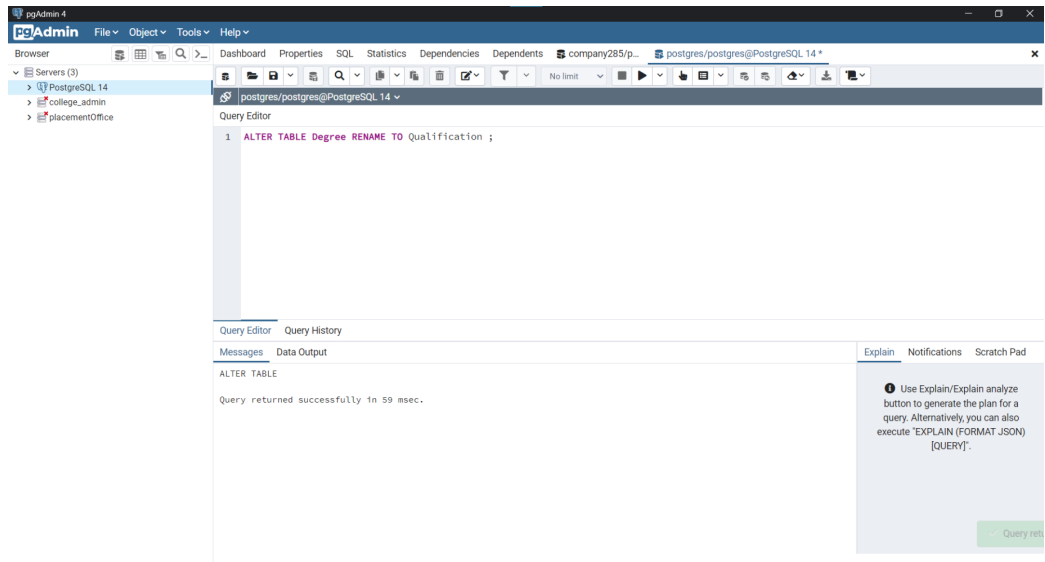 pgAdmin 4
pgAdmin File Object Tools Help
Browser
Dashboard Properties SQL Statistics Dependencies Dependents company285/p... postgres/postgres@PostgreSQL 14 *
Servers (3)
PostgreSQL 14
college_admin
placementOffice
No limit
postgres/postgres@PostgreSQL 14
Query Editor
1 ALTER TABLE Degree RENAME TO Qualification ;
Query Editor Query History
Messages Data Output
ALTER TABLE
Query returned successfully in 59 msec.
Explain Notifications Scratch Pad
Use Explain/Explain analyze
button to generate the plan for a
query. Alternatively, you can also
execute "EXPLAIN (FORMAT JSON)
[QUERY]".
Query retu